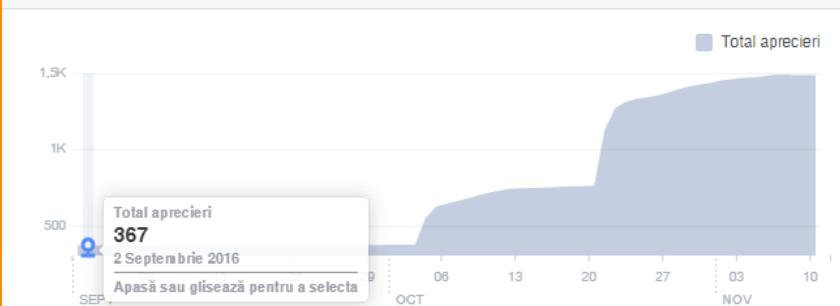 Total aprecieri
1,5K
1K
500
Total aprecieri
367
2 Septembrie 2016
Apasă sau glisează pentru a selecta
06 13 20 27 03 10
SEPT OCT NOV